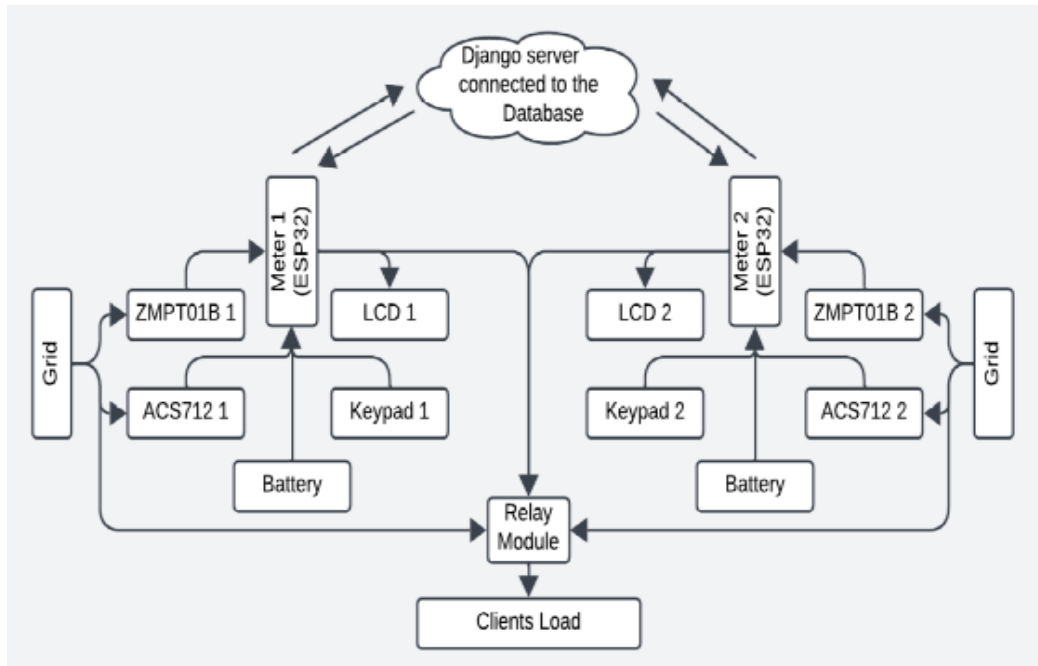 Django server
connected to the
Database
Meter 1
(ESP32)
Meter 2
(ESP32)
ZMPT01B 1
LCD 1
LCD 2
ZMPT01B 2
Grid
Grid
ACS712 1
Keypad 1
Keypad 2
ACS712 2
Battery
Battery
Relay
Module
Clients Load